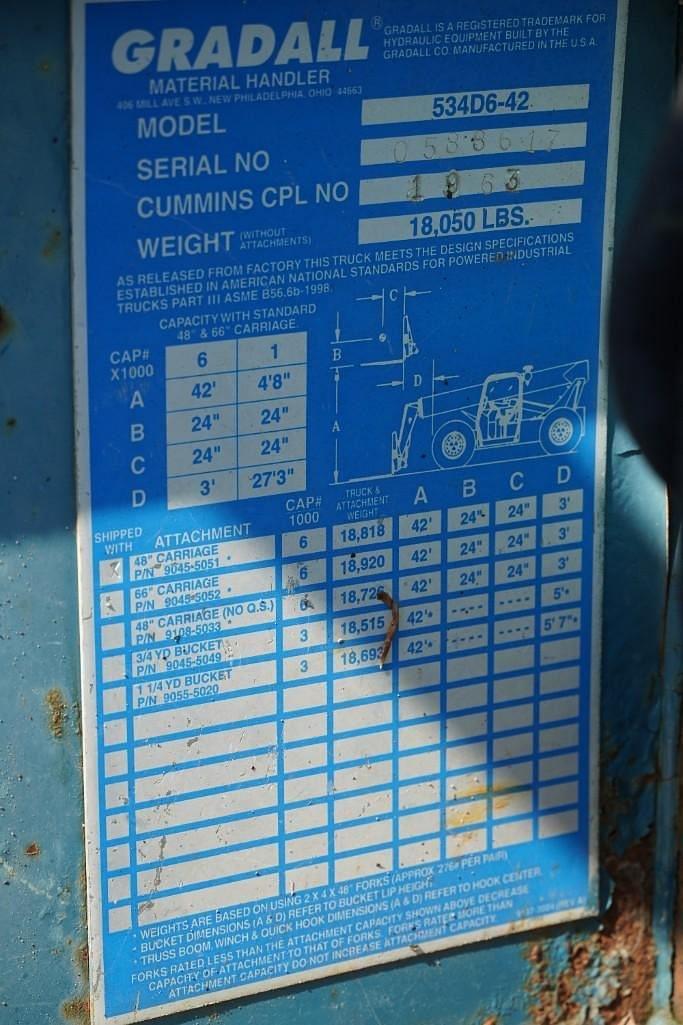 GRADALL®
GRADALL IS A REGISTERED TRADEMARK FOR
HYDRAULIC EQUIPMENT BUILT BY THE
GRADALL CO. MANUFACTURED IN THE U.S.A.
MATERIAL HANDLER
406 MILL AVE S.W., NEW PHILADELPHIA, OHIO 44663
MODEL 534D6-42
SERIAL NO 0588617
CUMMINS CPL NO 1963
WEIGHT (WITHOUT ATTACHMENTS) 18,050 LBS.
AS RELEASED FROM FACTORY THIS TRUCK MEETS THE DESIGN SPECIFICATIONS
ESTABLISHED IN AMERICAN NATIONAL STANDARDS FOR POWERED INDUSTRIAL
TRUCKS PART III ASME B56.6b-1998.
CAPACITY WITH STANDARD
48" & 66" CARRIAGE
CAP# X1000 6 1
A 42' 4'8"
B 24" 24"
C 24" 24"
D 3' 27'3"
C
B
D
A
SHIPPED WITH ATTACHMENT CAP# 1000 TRUCK & ATTACHMENT WEIGHT A B C D
48" CARRIAGE P/N 9045-5051 6 18,818 42' 24" 24" 3'
66" CARRIAGE P/N 9045-5052 6 18,920 42' 24" 24" 3'
48" CARRIAGE (NO Q.S.) P/N 9108-5033 6 42' 24" 24" 3'
3/4 YD BUCKET P/N 9045-5049 3 18,515 42'* ---- ---- 5'*
1 1/4 YD BUCKET P/N 9055-5020 3 18,693 42'* ---- ---- 5' 7"*
• WEIGHTS ARE BASED ON USING 2 X 4 X 48" FORKS (APPROX 276# PER PAIR)
• BUCKET DIMENSIONS (A & D) REFER TO BUCKET LIP HEIGHT.
• TRUSS BOOM, WINCH & QUICK HOOK DIMENSIONS (A & D) REFER TO HOOK CENTER.
FORKS RATED LESS THAN THE ATTACHMENT CAPACITY SHOWN ABOVE DECREASE
CAPACITY OF ATTACHMENT TO THAT OF FORKS. FORKS RATED MORE THAN
ATTACHMENT CAPACITY DO NOT INCREASE ATTACHMENT CAPACITY.